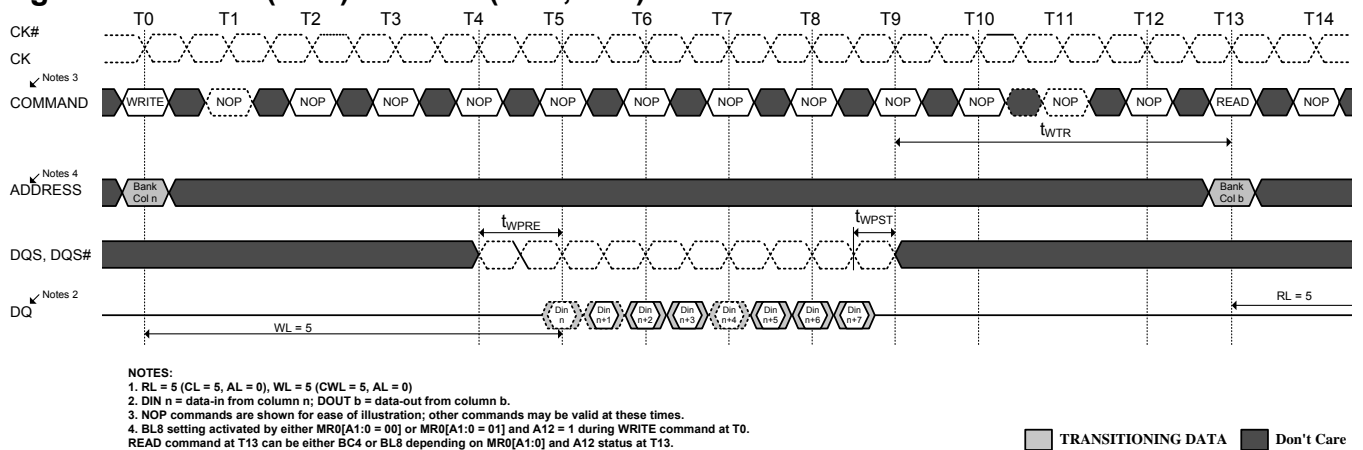 T0 T1 T2 T3 T4 T5 T6 T7 T8 T9 T10 T11 T12 T13 T14
CK#
CK
Notes 3
COMMAND
WRITE NOP NOP NOP NOP NOP NOP NOP NOP NOP NOP NOP NOP READ NOP
tWTR
Notes 4
ADDRESS
Bank Bank
Col n Col b
tWPRE tWPST
DQS, DQS#
Notes 2
DQ
Din Din Din Din Din Din Din Din
n n+1 n+2 n+3 n+4 n+5 n+6 n+7
RL = 5
WL = 5
NOTES:
1. RL = 5 (CL = 5, AL = 0), WL = 5 (CWL = 5, AL = 0)
2. DIN n = data-in from column n; DOUT b = data-out from column b.
3. NOP commands are shown for ease of illustration; other commands may be valid at these times.
4. BL8 setting activated by either MR0[A1:0 = 00] or MR0[A1:0 = 01] and A12 = 1 during WRITE command at T0.
READ command at T13 can be either BC4 or BL8 depending on MR0[A1:0] and A12 status at T13.
TRANSITIONING DATA Don't Care